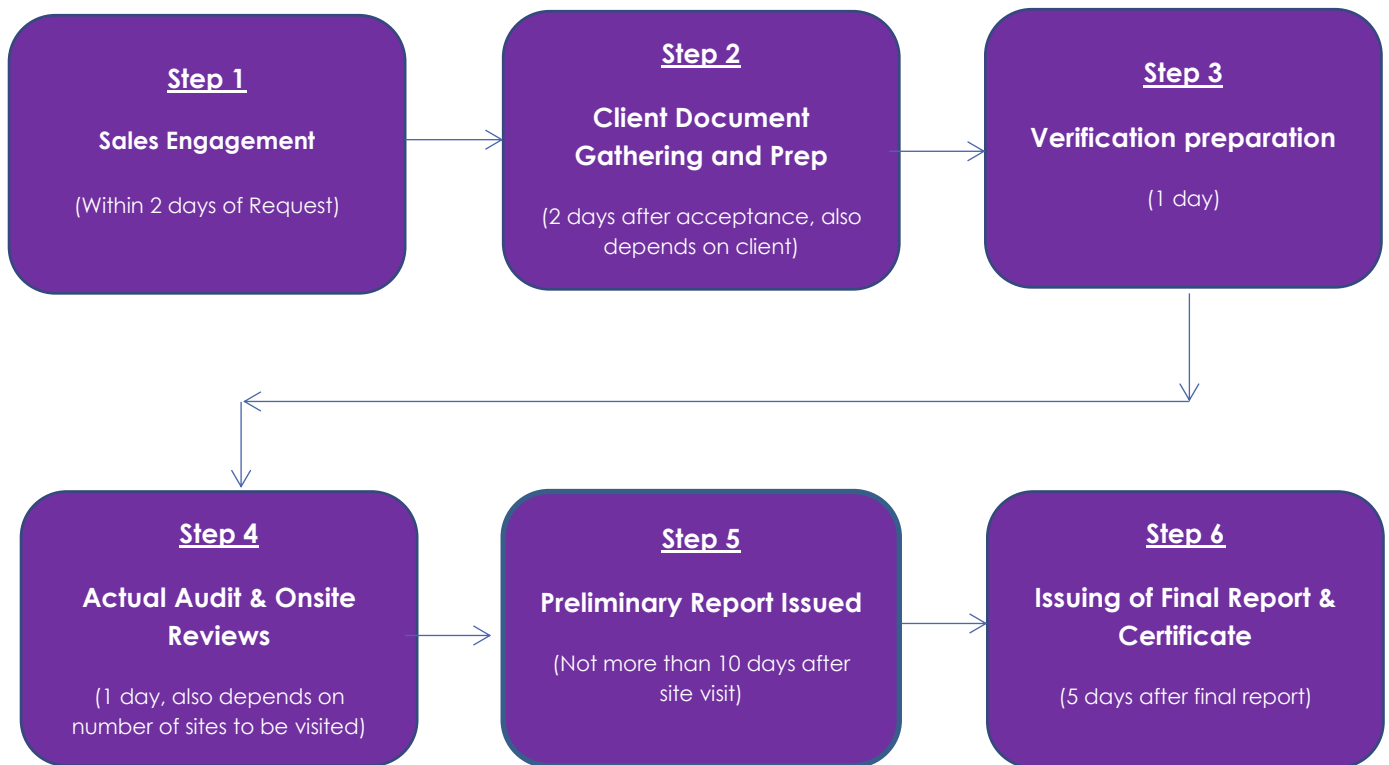 Step 1
Sales Engagement
(Within 2 days of Request)
Step 2
Client Document
Gathering and Prep
(2 days after acceptance, also
depends on client)
Step 3
Verification preparation
(1 day)
Step 4
Actual Audit & Onsite
Reviews
(1 day, also depends on
number of sites to be visited)
Step 5
Preliminary Report Issued
(Not more than 10 days after
site visit)
Step 6
Issuing of Final Report &
Certificate
(5 days after final report)